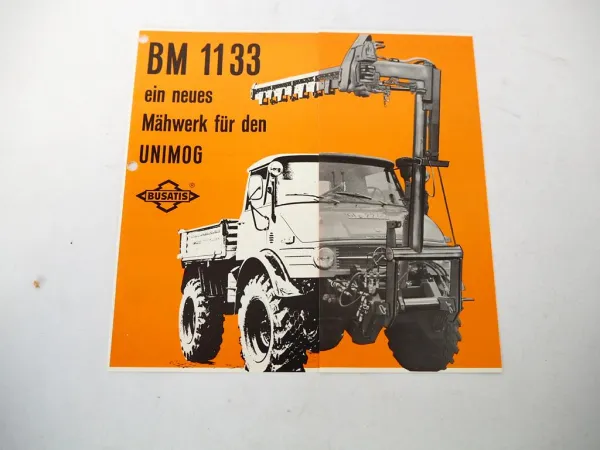 BM 1133
ein neues
Mähwerk für den
UNIMOG
BUSATIS ®